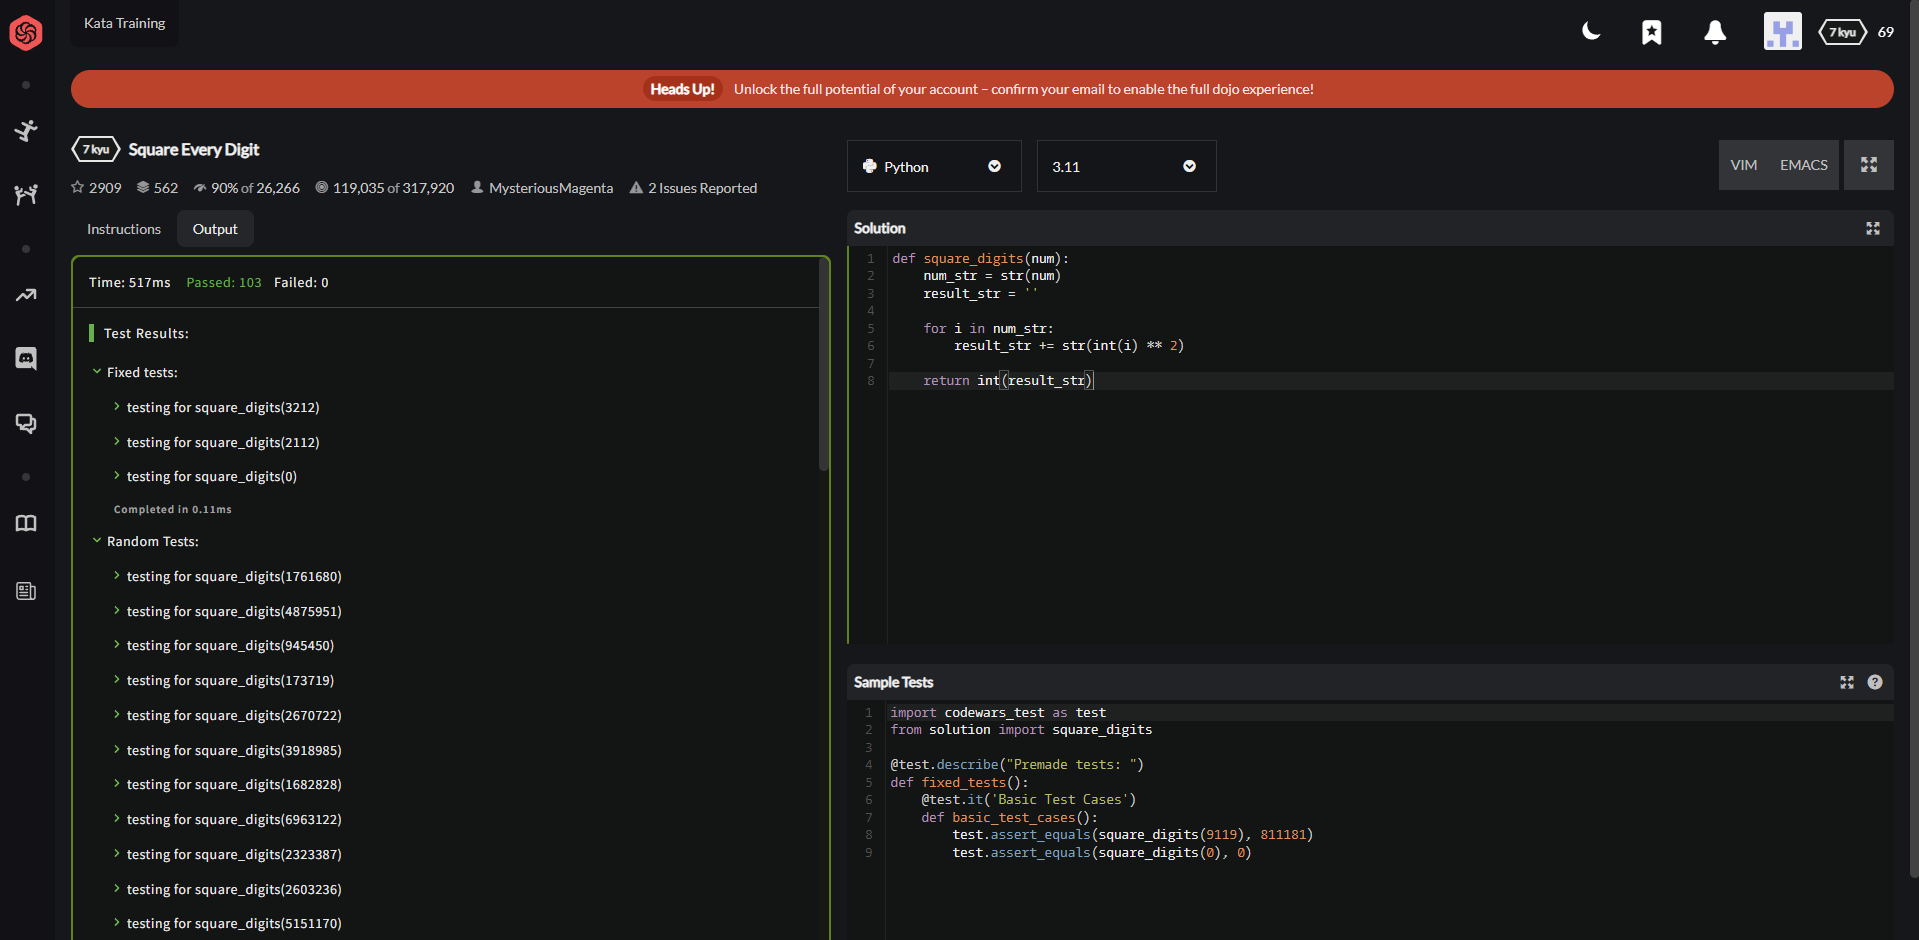 Kata Training
7 kyu 69
Heads Up! Unlock the full potential of your account – confirm your email to enable the full dojo experience!
7 kyu Square Every Digit
2909 562 90% of 26,266 119,035 of 317,920 MysteriousMagenta 2 Issues Reported
Instructions Output
Time: 517ms Passed: 103 Failed: 0
Test Results:
Fixed tests:
testing for square_digits(3212)
testing for square_digits(2112)
testing for square_digits(0)
Completed in 0.11ms
Random Tests:
testing for square_digits(1761680)
testing for square_digits(4875951)
testing for square_digits(945450)
testing for square_digits(173719)
testing for square_digits(2670722)
testing for square_digits(3918985)
testing for square_digits(1682828)
testing for square_digits(6963122)
testing for square_digits(2323387)
testing for square_digits(2603236)
testing for square_digits(5151170)
Python 3.11 VIM EMACS
Solution
1 def square_digits(num):
2     num_str = str(num)
3     result_str = ''
4
5     for i in num_str:
6         result_str += str(int(i) ** 2)
7
8     return int(result_str)
Sample Tests ?
1 import codewars_test as test
2 from solution import square_digits
3
4 @test.describe("Premade tests: ")
5 def fixed_tests():
6     @test.it('Basic Test Cases')
7     def basic_test_cases():
8         test.assert_equals(square_digits(9119), 811181)
9         test.assert_equals(square_digits(0), 0)